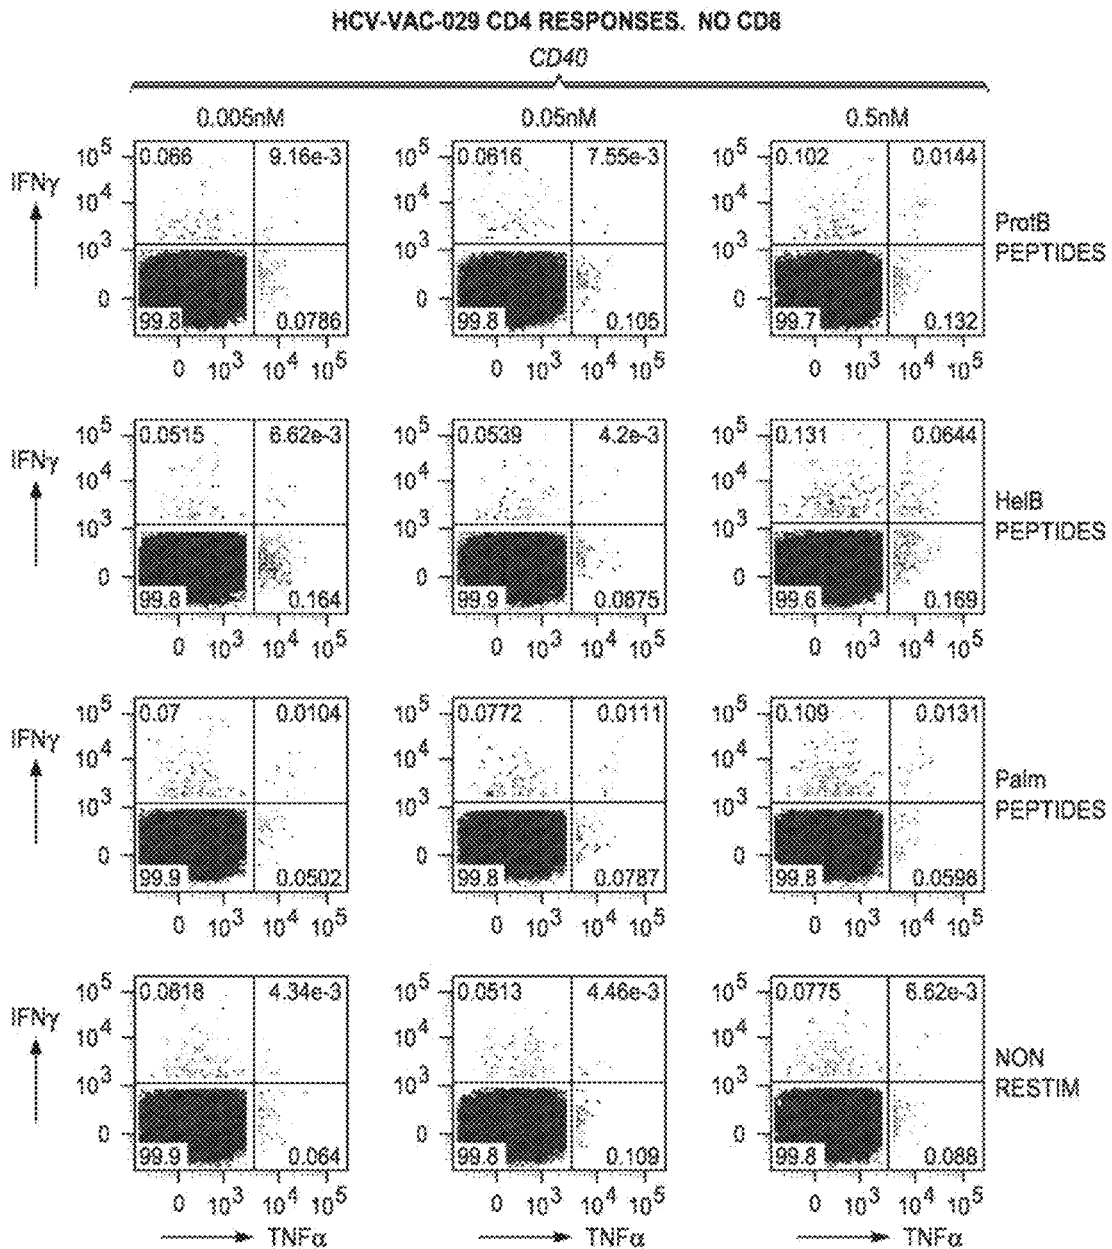 HCV-VAC-029 CD4 RESPONSES. NO CD8
CD40
0.005nM 0.05nM 0.5nM
IFNγ 10^5 10^4 10^3 0 0.066 9.16e-3 99.8 0.0786
10^5 10^4 10^3 0 0.0616 7.55e-3 99.8 0.105
10^5 10^4 10^3 0 0.102 0.0144 99.7 0.132
ProtB
PEPTIDES
0 10^3 10^4 10^5 0 10^3 10^4 10^5 0 10^3 10^4 10^5
IFNγ 10^5 10^4 10^3 0 0.0515 6.62e-3 99.8 0.164
10^5 10^4 10^3 0 0.0539 4.2e-3 99.9 0.0875
10^5 10^4 10^3 0 0.131 0.0644 99.6 0.169
HelB
PEPTIDES
0 10^3 10^4 10^5 0 10^3 10^4 10^5 0 10^3 10^4 10^5
IFNγ 10^5 10^4 10^3 0 0.07 0.0104 99.9 0.0502
10^5 10^4 10^3 0 0.0772 0.0111 99.8 0.0787
10^5 10^4 10^3 0 0.109 0.0131 99.8 0.0598
Palm
PEPTIDES
0 10^3 10^4 10^5 0 10^3 10^4 10^5 0 10^3 10^4 10^5
IFNγ 10^5 10^4 10^3 0 0.0618 4.34e-3 99.9 0.064
10^5 10^4 10^3 0 0.0513 4.46e-3 99.8 0.109
10^5 10^4 10^3 0 0.0775 6.62e-3 99.8 0.088
NON
RESTIM
0 10^3 10^4 10^5 0 10^3 10^4 10^5 0 10^3 10^4 10^5
TNFα TNFα TNFα